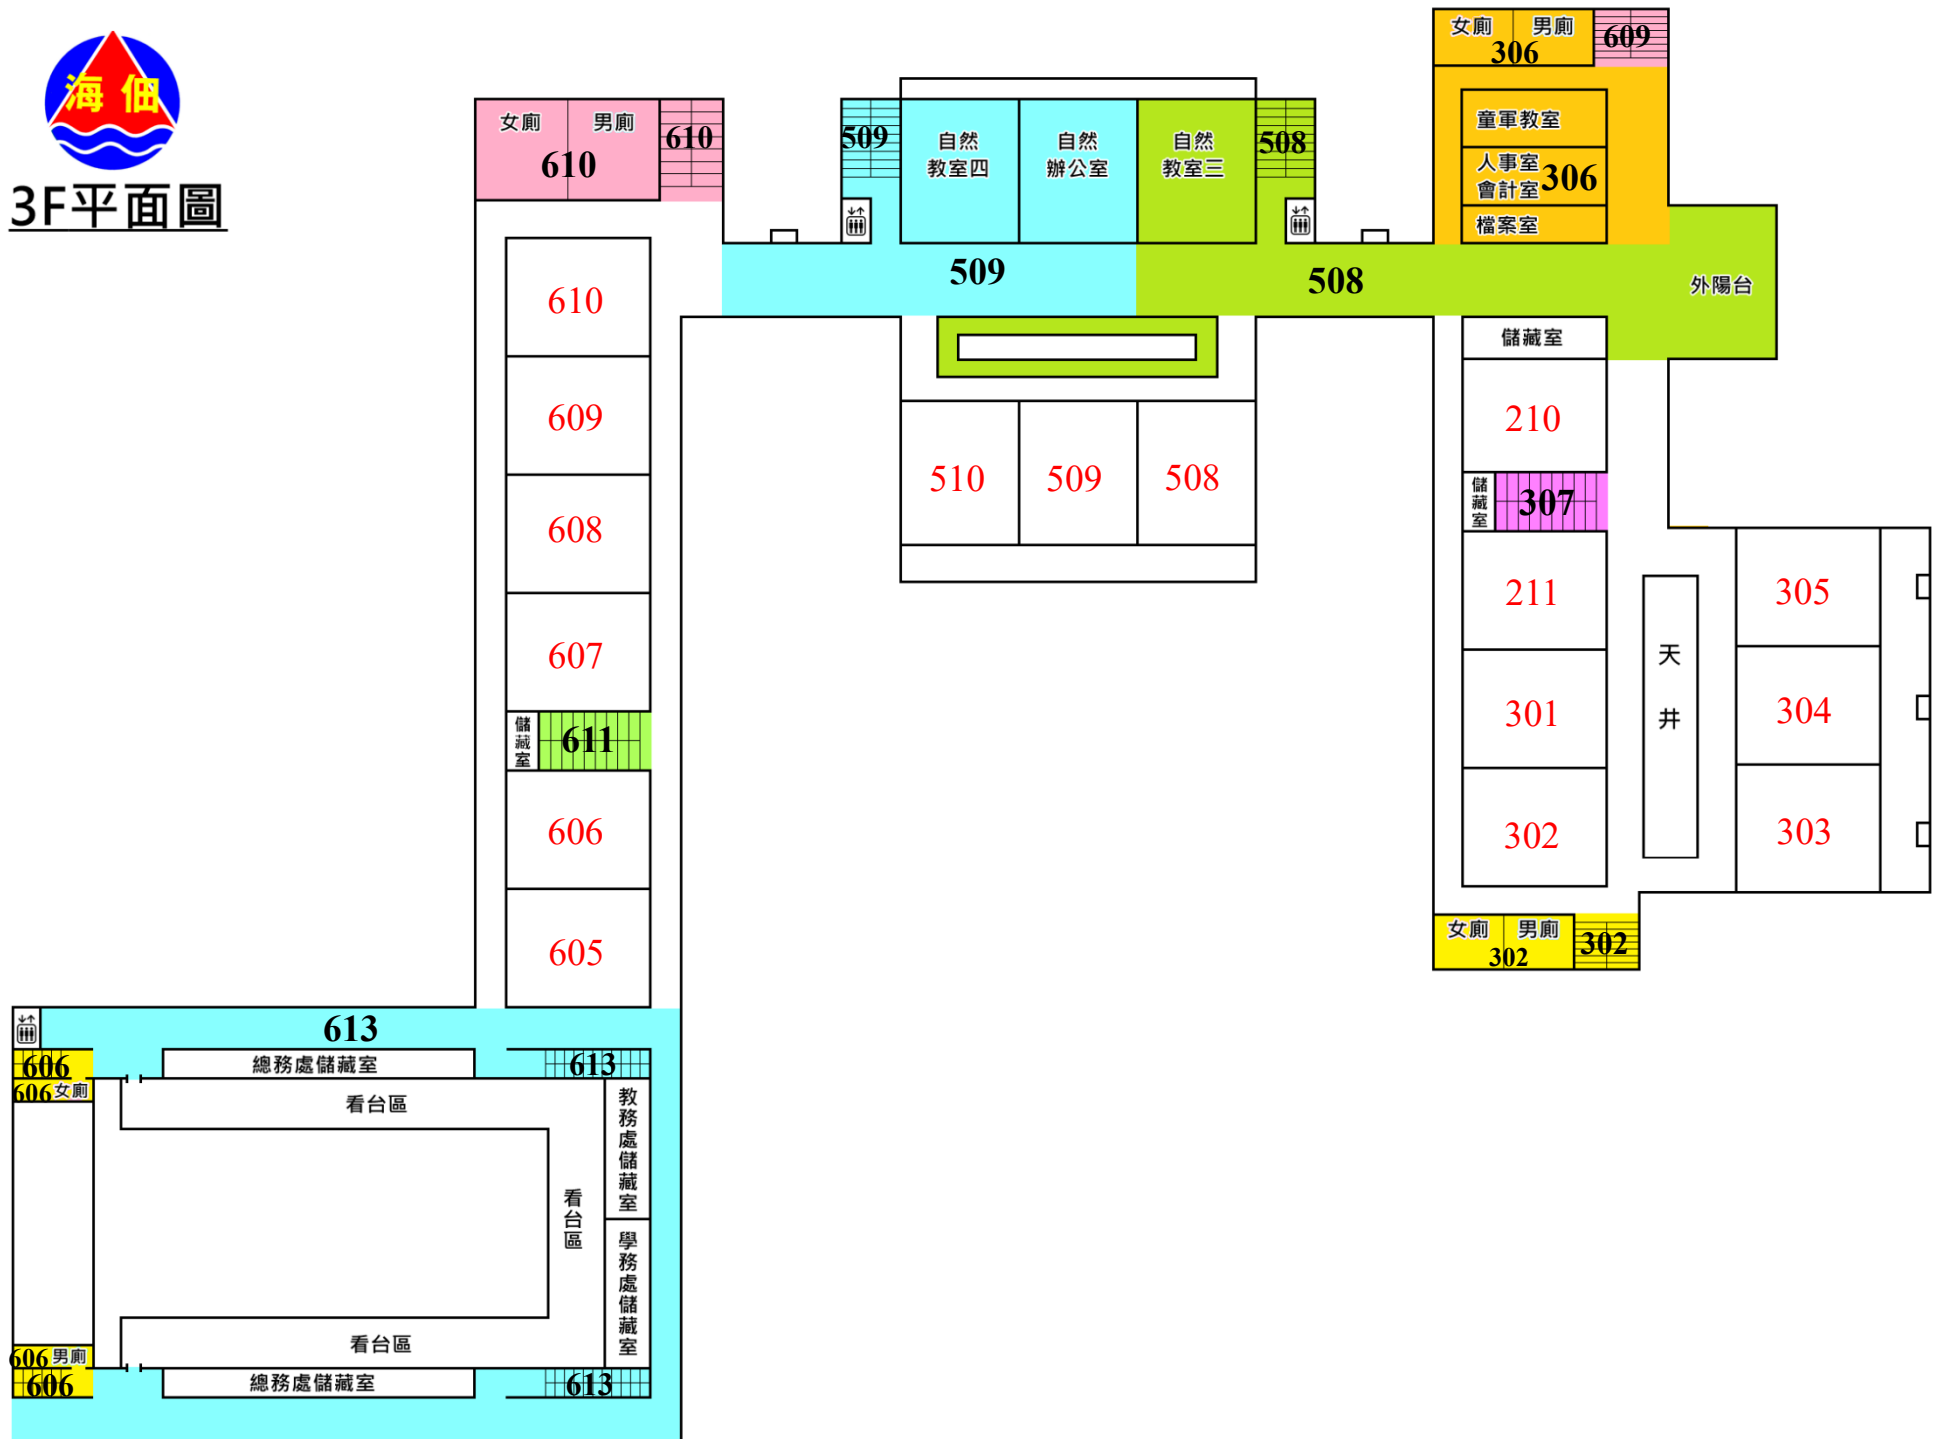 海佃
3F平面圖
女廁 男廁
610
610
509
自然
教室四
自然
辦公室
自然
教室三
508
女廁 男廁
306
609
童軍教室
人事室
會計室
306
檔案室
509
508
外陽台
610
609
608
607
儲藏室
611
606
605
510
509
508
儲藏室
210
儲藏室
307
211
301
302
天井
305
304
303
女廁 男廁
302
302
613
606
606 女廁
總務處儲藏室
613
看台區
教務處儲藏室
看台區
學務處儲藏室
看台區
606 男廁
606
總務處儲藏室
613